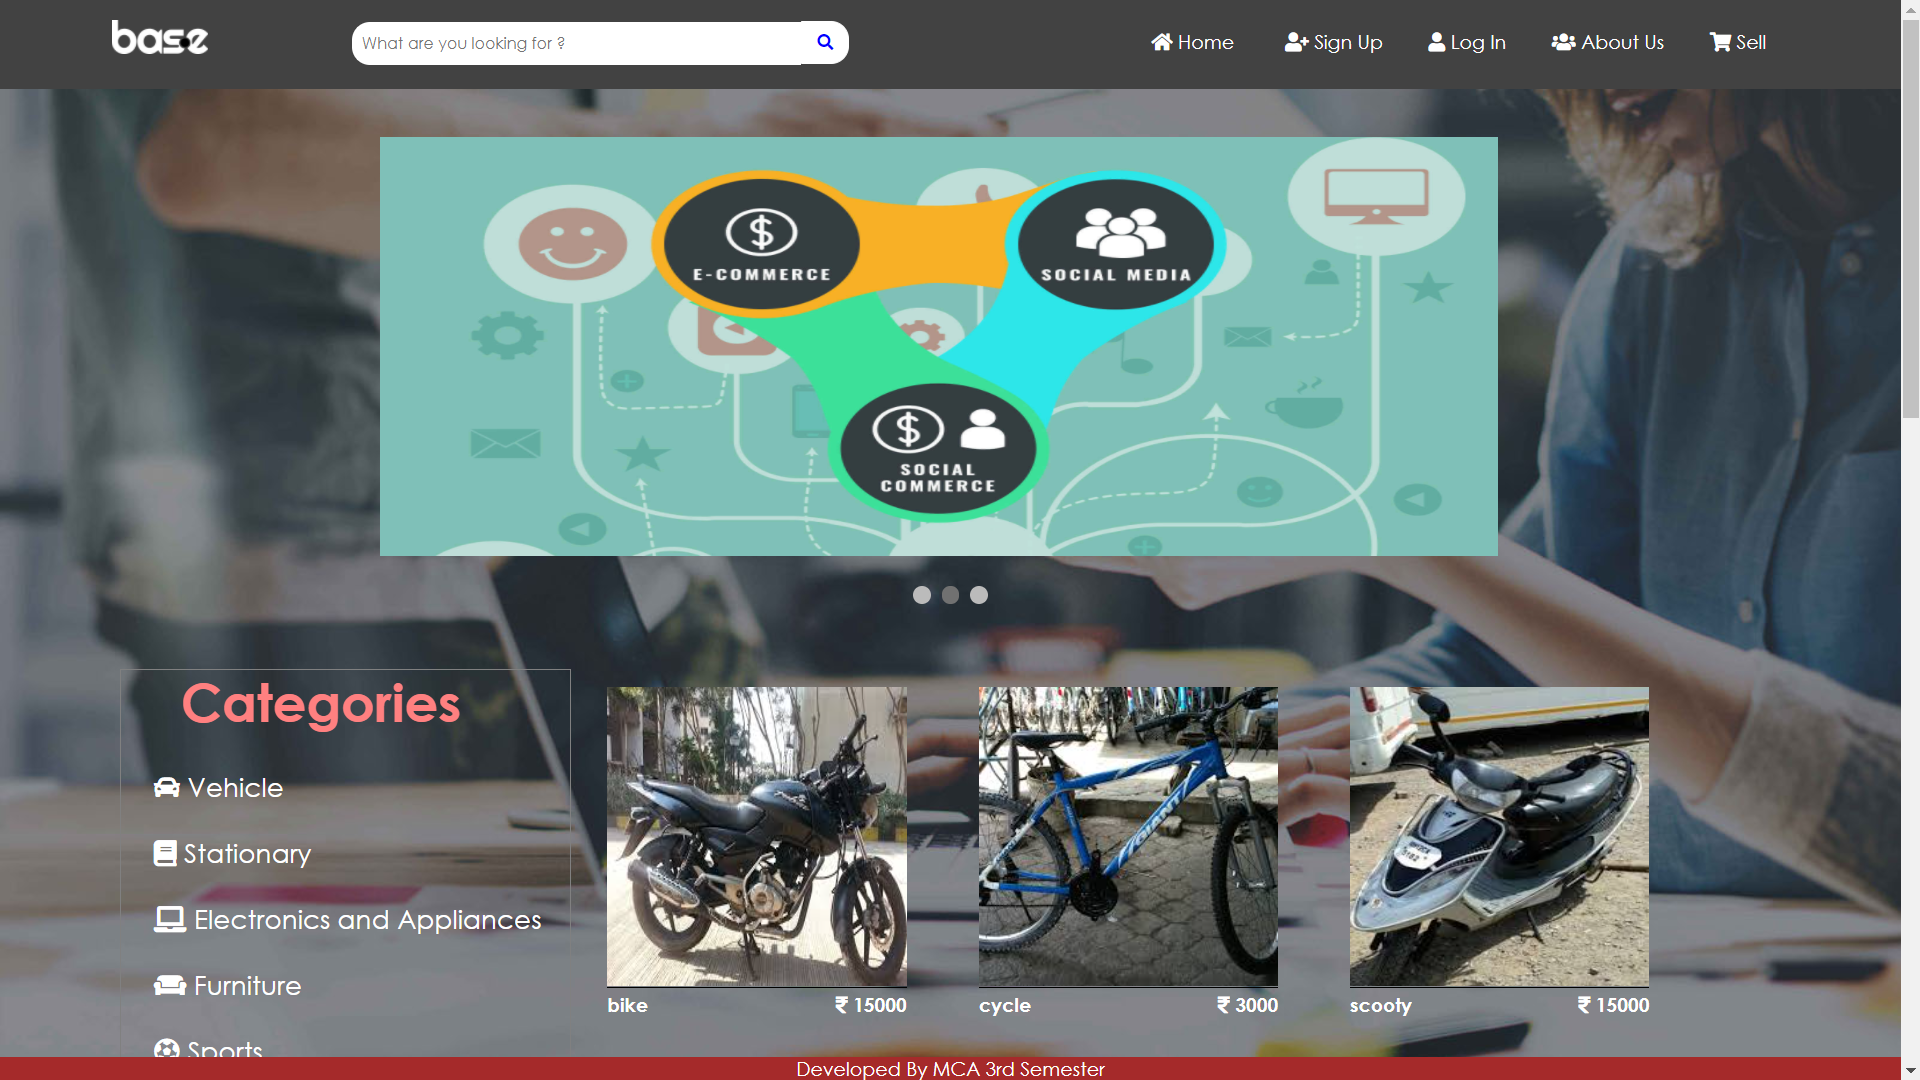 base
What are you looking for ?
Home
Sign Up
Log In
About Us
Sell
E-COMMERCE
SOCIAL MEDIA
SOCIAL
COMMERCE
Categories
Vehicle
Stationary
Electronics and Appliances
Furniture
Sports
GIANT
bike
₹ 15000
cycle
₹ 3000
scooty
₹ 15000
Developed By MCA 3rd Semester